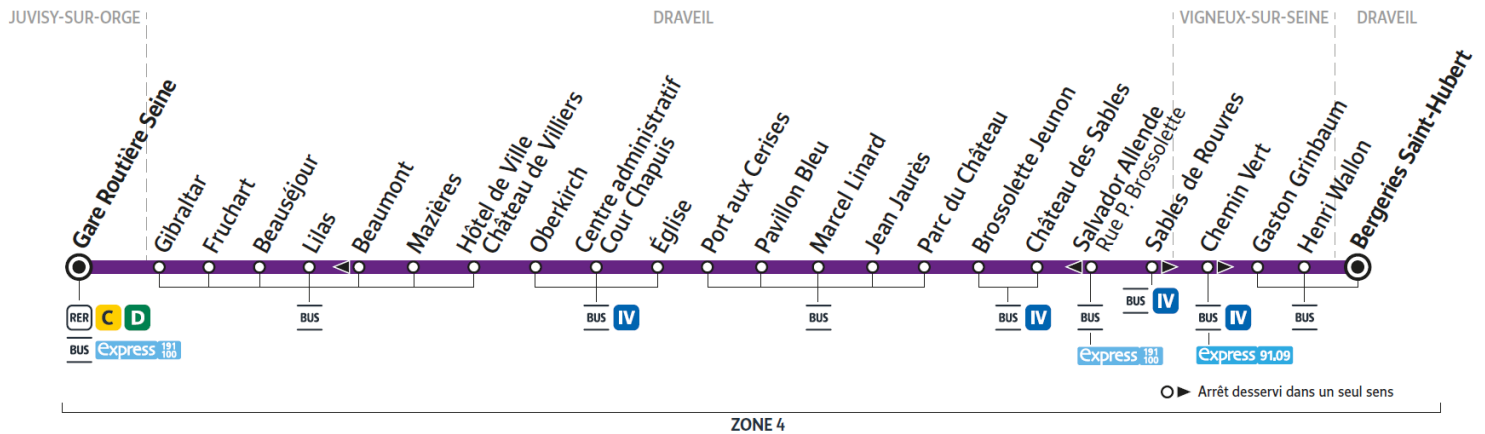 JUVISY-SUR-ORGE
DRAVEIL
VIGNEUX-SUR-SEINE
DRAVEIL
Gare Routière Seine
Gibraltar
Fruchart
Beauséjour
Lilas
Beaumont
Mazières
Hôtel de Ville
Château de Villiers
Oberkirch
Centre administratif
Cour Chapuis
Église
Port aux Cerises
Pavillon Bleu
Marcel Linard
Jean Jaurès
Parc du Château
Brossolette Jeunon
Château des Sables
Salvador Allende
Rue P. Brossolette
Sables de Rouvres
Chemin Vert
Gaston Grinbaum
Henri Wallon
Bergeries Saint-Hubert
RER C D
BUS express 191 100
BUS
BUS IV
BUS
BUS IV
BUS
express 191 100
BUS IV
BUS IV
express 91.09
BUS
Arrêt desservi dans un seul sens
ZONE 4